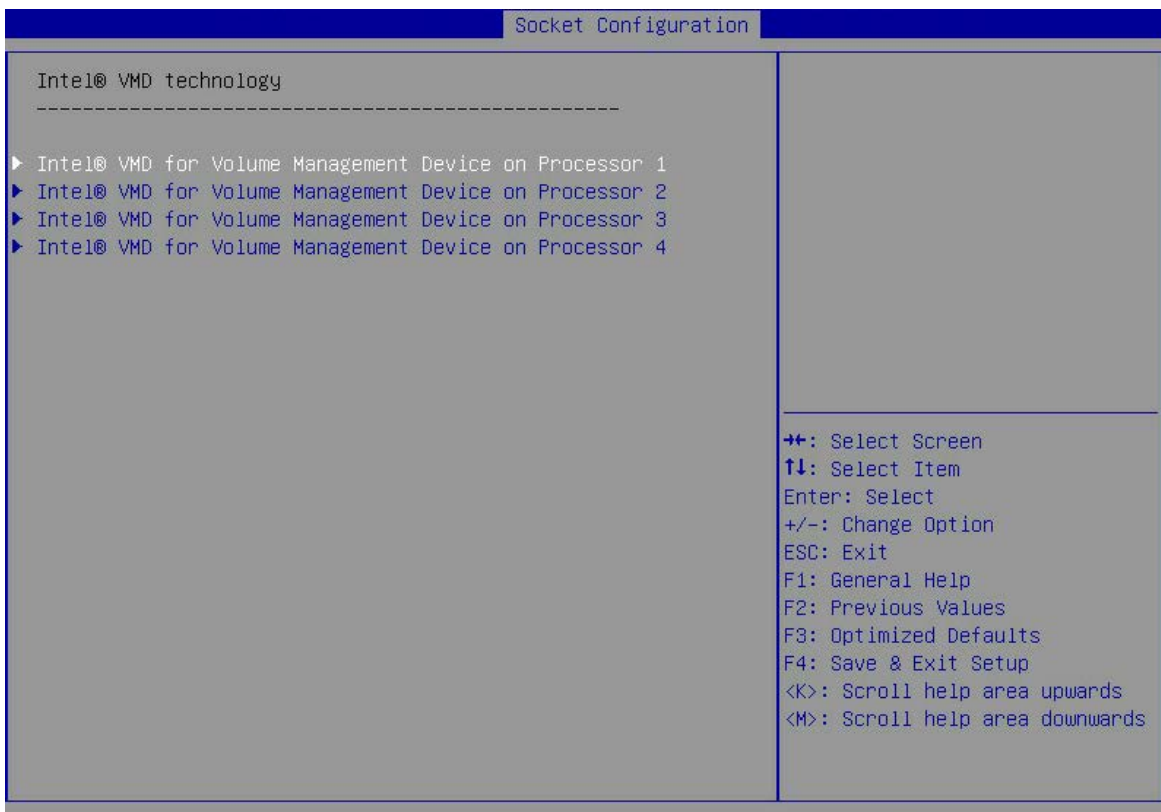 Socket Configuration
Intel® VMD technology
--------------------------------------------------
Intel® VMD for Volume Management Device on Processor 1
Intel® VMD for Volume Management Device on Processor 2
Intel® VMD for Volume Management Device on Processor 3
Intel® VMD for Volume Management Device on Processor 4
→←: Select Screen
↑↓: Select Item
Enter: Select
+/-: Change Option
ESC: Exit
F1: General Help
F2: Previous Values
F3: Optimized Defaults
F4: Save & Exit Setup
<K>: Scroll help area upwards
<M>: Scroll help area downwards